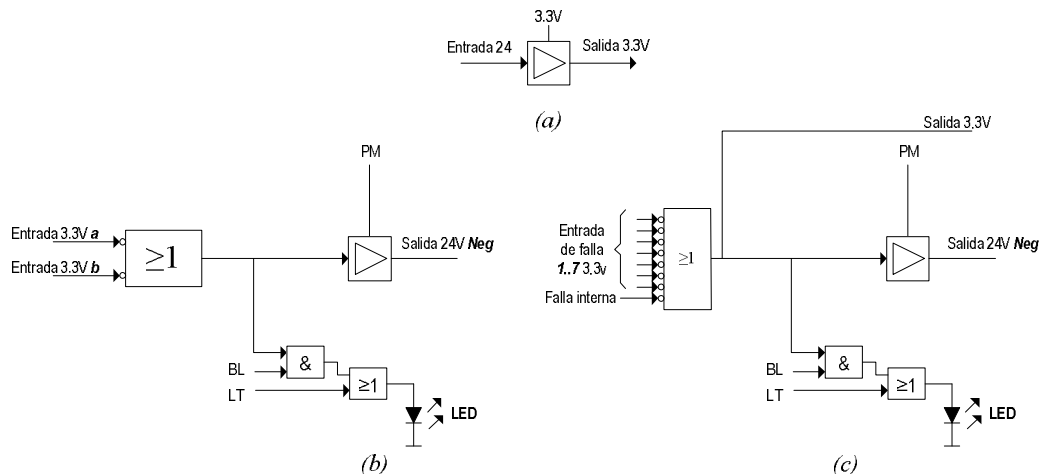 3.3V
Entrada 24
Salida 3.3V
(a)
PM
Entrada 3.3V a
Entrada 3.3V b
≥1
Salida 24V Neg
BL
LT
&
≥1
LED
(b)
Salida 3.3V
PM
Entrada
de falla
1..7 3.3v
Falla interna
≥1
Salida 24V Neg
BL
LT
&
≥1
LED
(c)